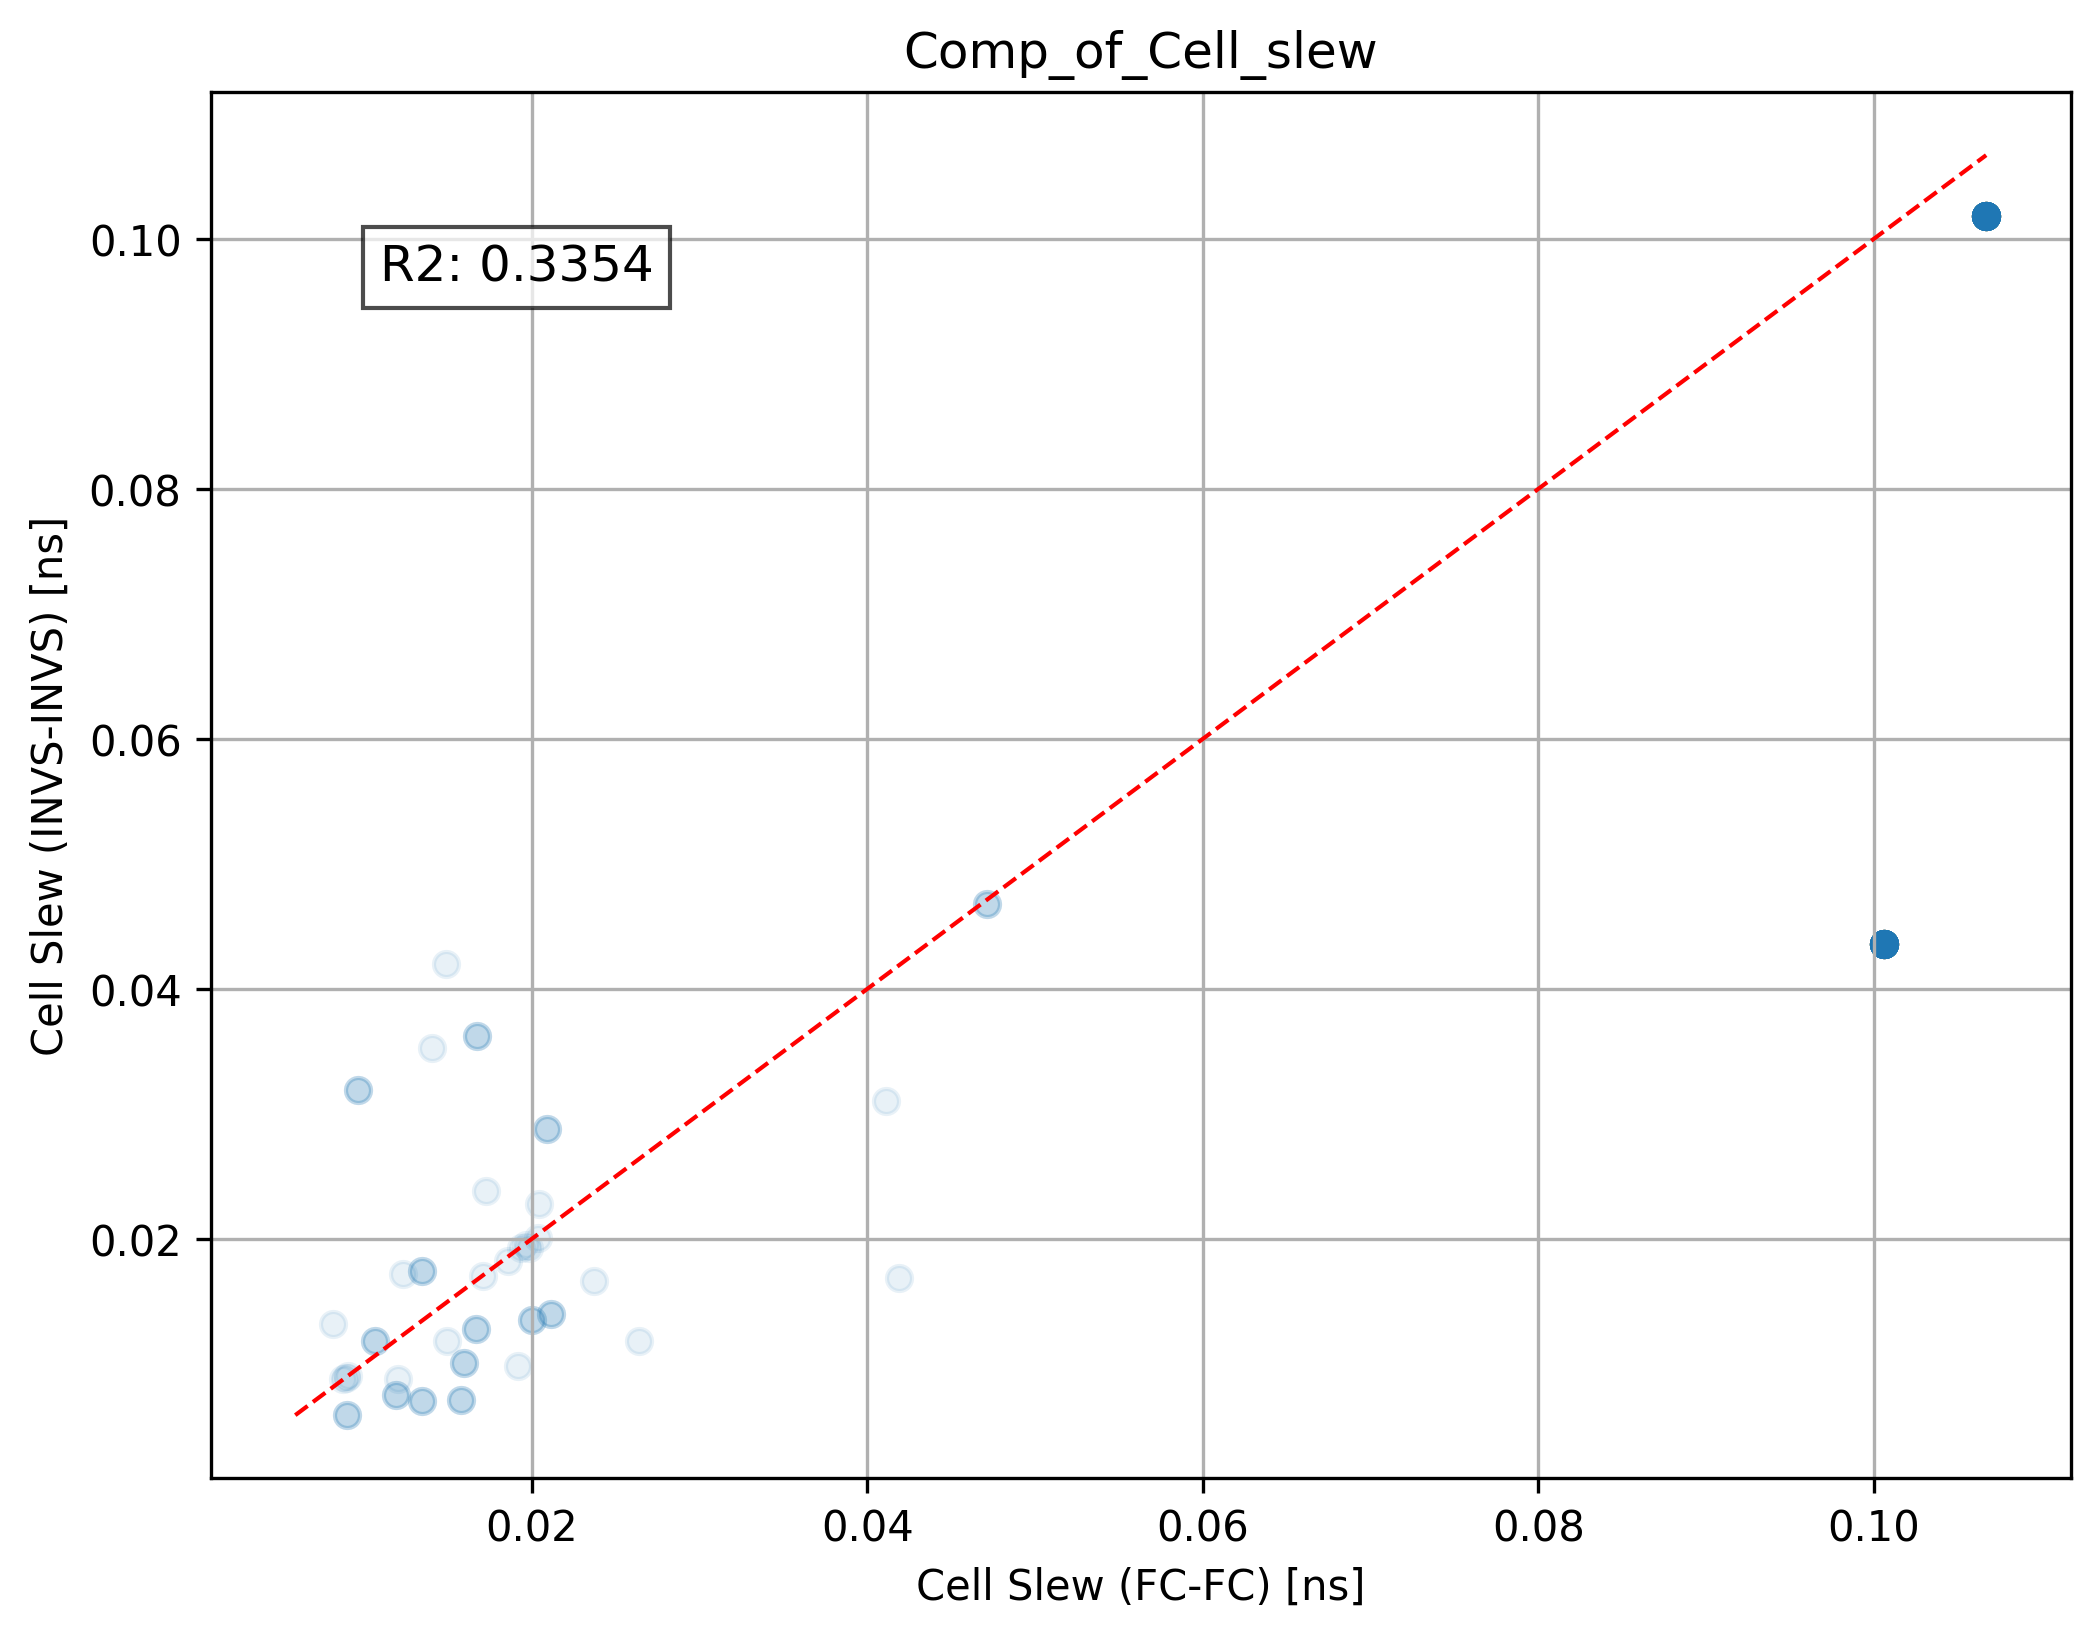 Comp_of_Cell_slew
R2: 0.3354
Cell Slew (INVS-INVS) [ns]
0.10
0.08
0.06
0.04
0.02
0.02 0.04 0.06 0.08 0.10
Cell Slew (FC-FC) [ns]